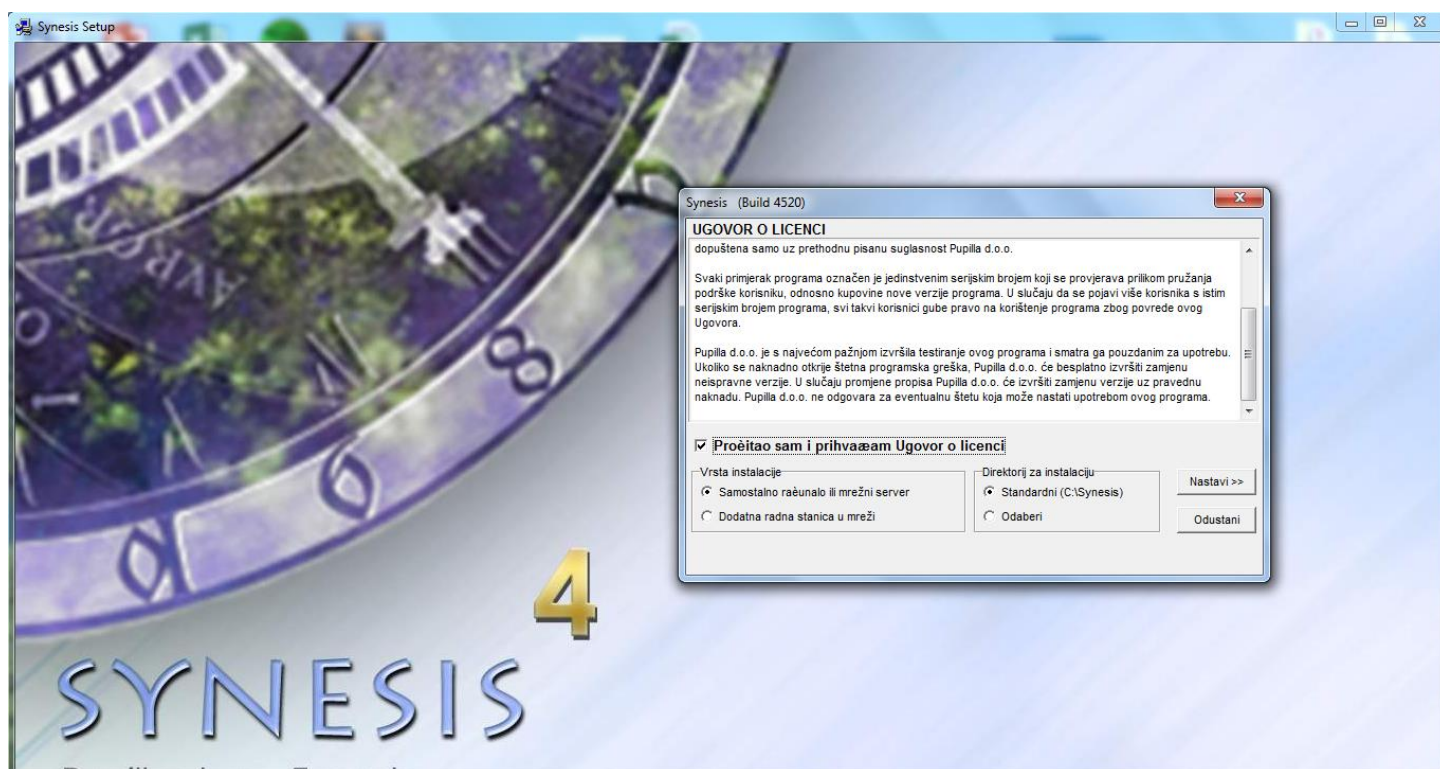 Synesis Setup
Synesis (Build 4520)
UGOVOR O LICENCI
dopuštena samo uz prethodnu pisanu suglasnost Pupilla d.o.o.
Svaki primjerak programa označen je jedinstvenim serijskim brojem koji se provjerava prilikom pružanja
podrške korisniku, odnosno kupovine nove verzije programa. U slučaju da se pojavi više korisnika s istim
serijskim brojem programa, svi takvi korisnici gube pravo na korištenje programa zbog povrede ovog
Ugovora.
Pupilla d.o.o. je s najvećom pažnjom izvršila testiranje ovog programa i smatra ga pouzdanim za upotrebu.
Ukoliko se naknadno otkrije štetna programska greška, Pupilla d.o.o. će besplatno izvršiti zamjenu
neispravne verzije. U slučaju promjene propisa Pupilla d.o.o. će izvršiti zamjenu verzije uz pravednu
naknadu. Pupilla d.o.o. ne odgovara za eventualnu štetu koja može nastati upotrebom ovog programa.
Proèitao sam i prihvaæam Ugovor o licenci
Vrsta instalacije
Samostalno raèunalo ili mrežni server
Dodatna radna stanica u mreži
Direktorij za instalaciju
Standardni (C:\Synesis)
Odaberi
Nastavi >>
Odustani
8
9
4
SYNESIS